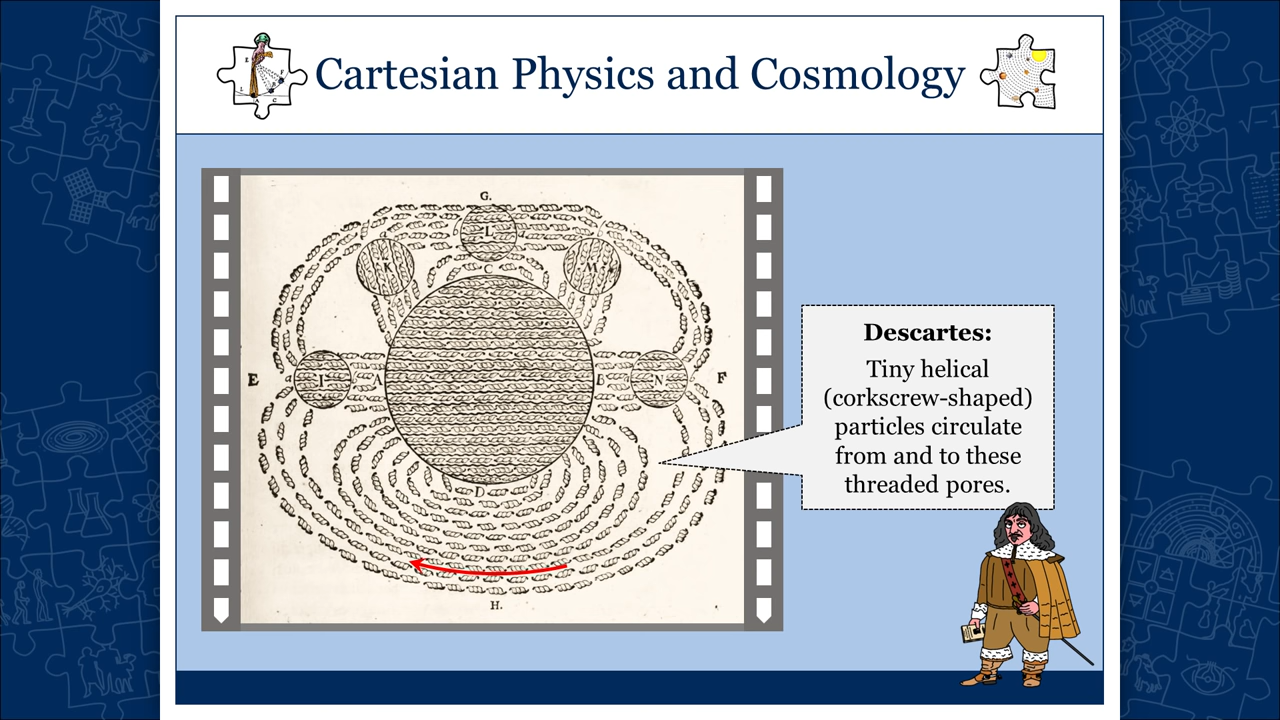 Cartesian Physics and Cosmology
G.
L
K
M
C
E
a
I
A
B
N
F
D
H.
Descartes:
Tiny helical
(corkscrew-shaped)
particles circulate
from and to these
threaded pores.